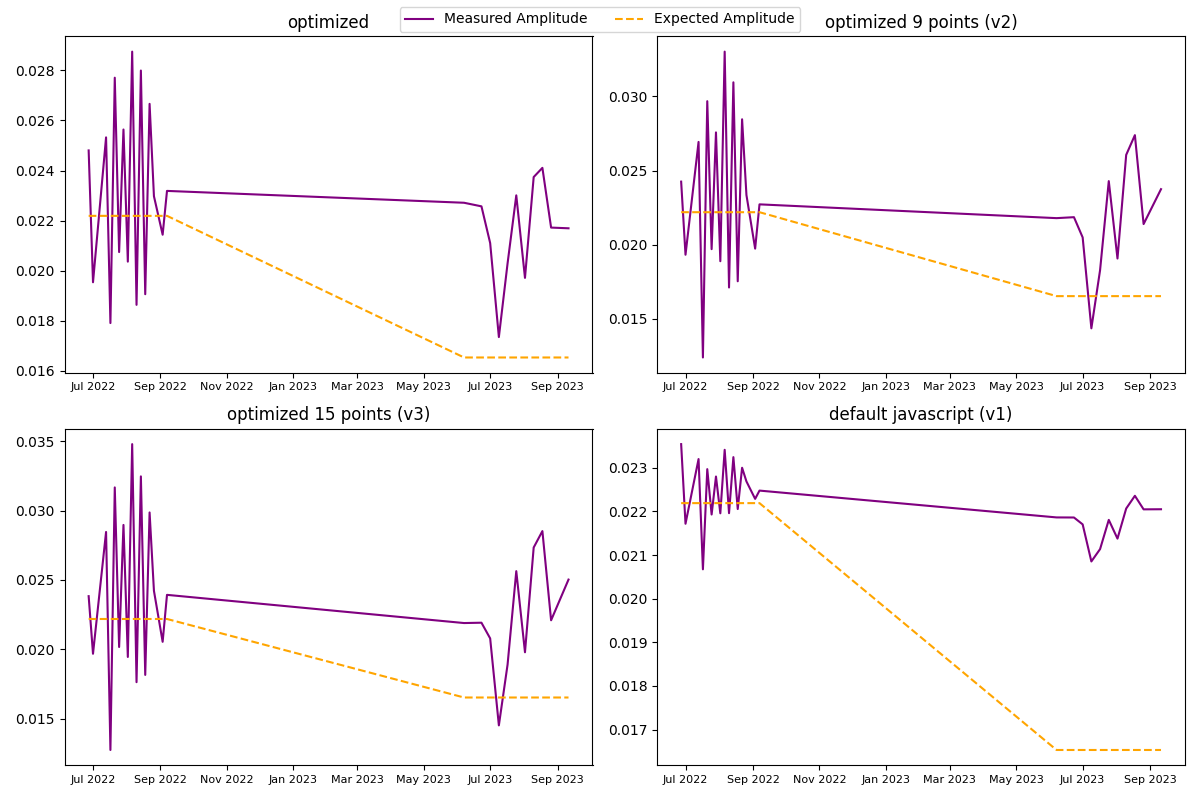 Measured Amplitude Expected Amplitude
optimized
0.028
0.026
0.024
0.022
0.020
0.018
0.016
Jul 2022 Sep 2022 Nov 2022 Jan 2023 Mar 2023 May 2023 Jul 2023 Sep 2023
optimized 9 points (v2)
0.030
0.025
0.020
0.015
Jul 2022 Sep 2022 Nov 2022 Jan 2023 Mar 2023 May 2023 Jul 2023 Sep 2023
optimized 15 points (v3)
0.035
0.030
0.025
0.020
0.015
Jul 2022 Sep 2022 Nov 2022 Jan 2023 Mar 2023 May 2023 Jul 2023 Sep 2023
default javascript (v1)
0.023
0.022
0.021
0.020
0.019
0.018
0.017
Jul 2022 Sep 2022 Nov 2022 Jan 2023 Mar 2023 May 2023 Jul 2023 Sep 2023